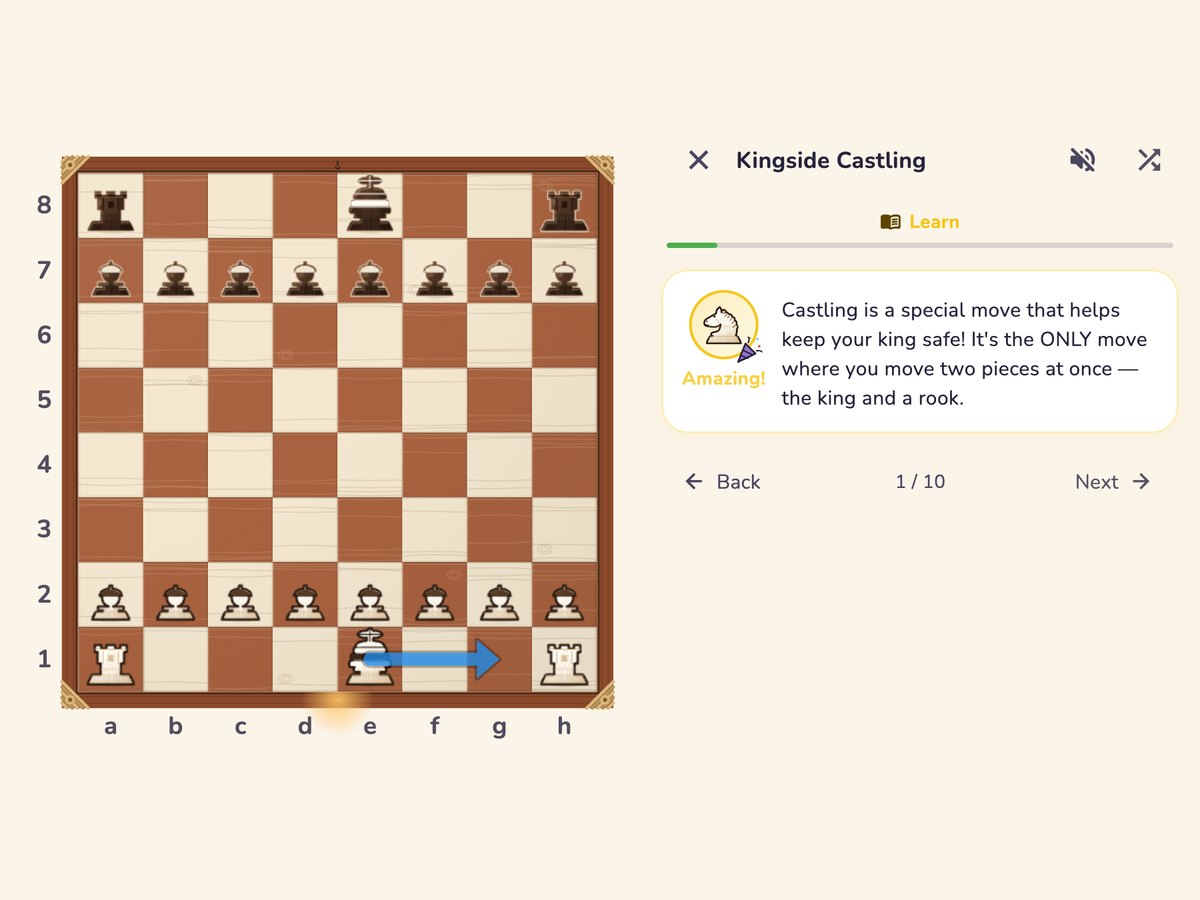 Kingside Castling
Learn
Castling is a special move that helps
keep your king safe! It's the ONLY move
where you move two pieces at once —
the king and a rook.
Amazing!
Back
1 / 10
Next
8
7
6
5
4
3
2
1
a b c d e f g h